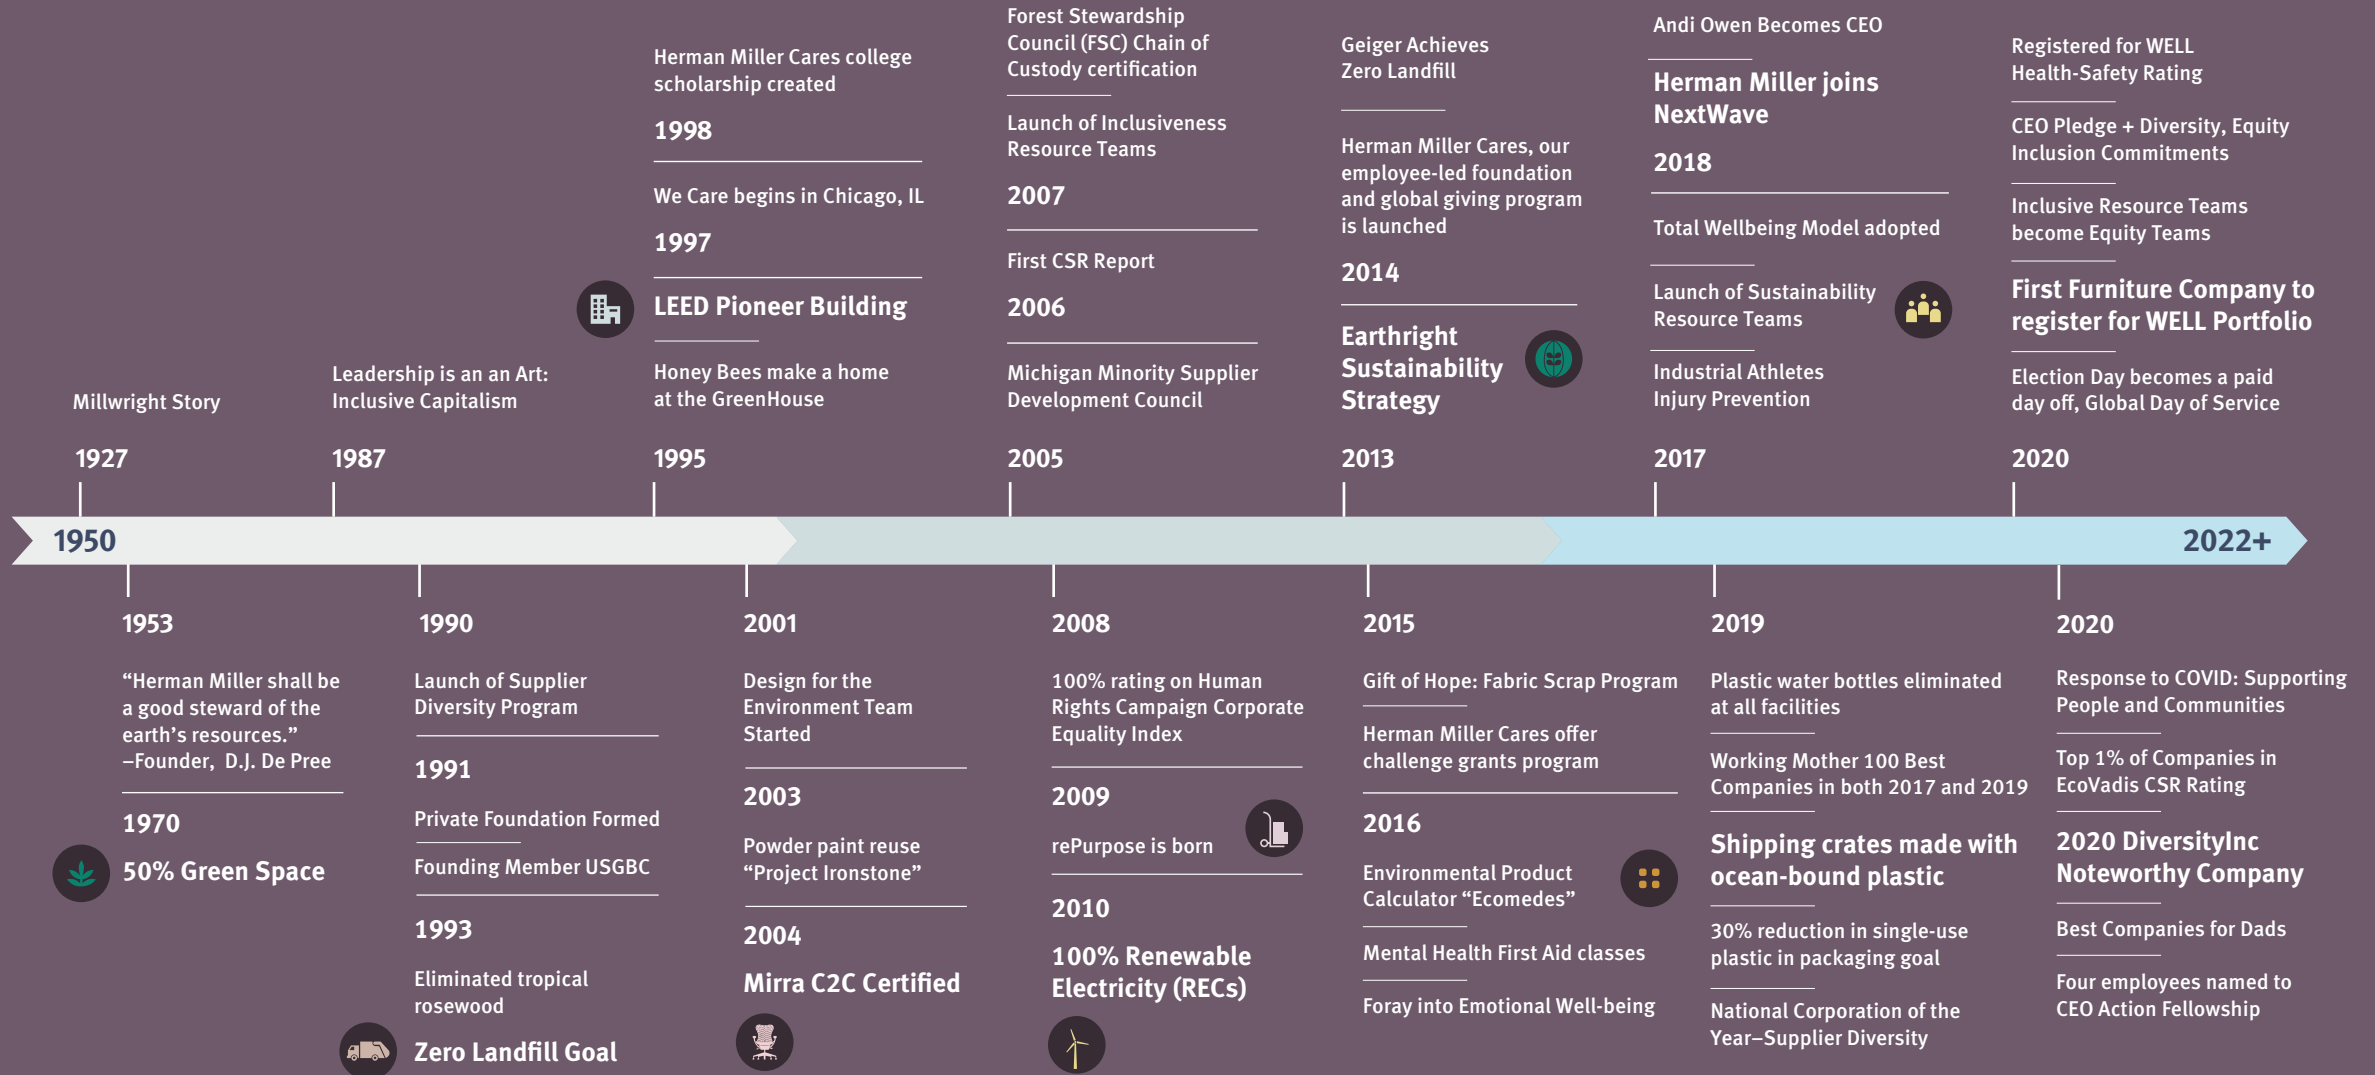 Millwright Story
1927
Leadership is an an Art:
Inclusive Capitalism
1987
Herman Miller Cares college
scholarship created
1998
We Care begins in Chicago, IL
1997
LEED Pioneer Building
Honey Bees make a home
at the GreenHouse
1995
Forest Stewardship
Council (FSC) Chain of
Custody certification
Launch of Inclusiveness
Resource Teams
2007
First CSR Report
2006
Michigan Minority Supplier
Development Council
2005
Geiger Achieves
Zero Landfill
Herman Miller Cares, our
employee-led foundation
and global giving program
is launched
2014
Earthright
Sustainability
Strategy
2013
Andi Owen Becomes CEO
Herman Miller joins
NextWave
2018
Total Wellbeing Model adopted
Launch of Sustainability
Resource Teams
Industrial Athletes
Injury Prevention
2017
Registered for WELL
Health-Safety Rating
CEO Pledge + Diversity, Equity
Inclusion Commitments
Inclusive Resource Teams
become Equity Teams
First Furniture Company to
register for WELL Portfolio
Election Day becomes a paid
day off, Global Day of Service
2020
1950
2022+
1953
“Herman Miller shall be
a good steward of the
earth’s resources.”
–Founder, D.J. De Pree
1970
50% Green Space
1990
Launch of Supplier
Diversity Program
1991
Private Foundation Formed
Founding Member USGBC
1993
Eliminated tropical
rosewood
Zero Landfill Goal
2001
Design for the
Environment Team
Started
2003
Powder paint reuse
“Project Ironstone”
2004
Mirra C2C Certified
2008
100% rating on Human
Rights Campaign Corporate
Equality Index
2009
rePurpose is born
2010
100% Renewable
Electricity (RECs)
2015
Gift of Hope: Fabric Scrap Program
Herman Miller Cares offer
challenge grants program
2016
Environmental Product
Calculator “Ecomedes”
Mental Health First Aid classes
Foray into Emotional Well-being
2019
Plastic water bottles eliminated
at all facilities
Working Mother 100 Best
Companies in both 2017 and 2019
Shipping crates made with
ocean-bound plastic
30% reduction in single-use
plastic in packaging goal
National Corporation of the
Year–Supplier Diversity
2020
Response to COVID: Supporting
People and Communities
Top 1% of Companies in
EcoVadis CSR Rating
2020 DiversityInc
Noteworthy Company
Best Companies for Dads
Four employees named to
CEO Action Fellowship